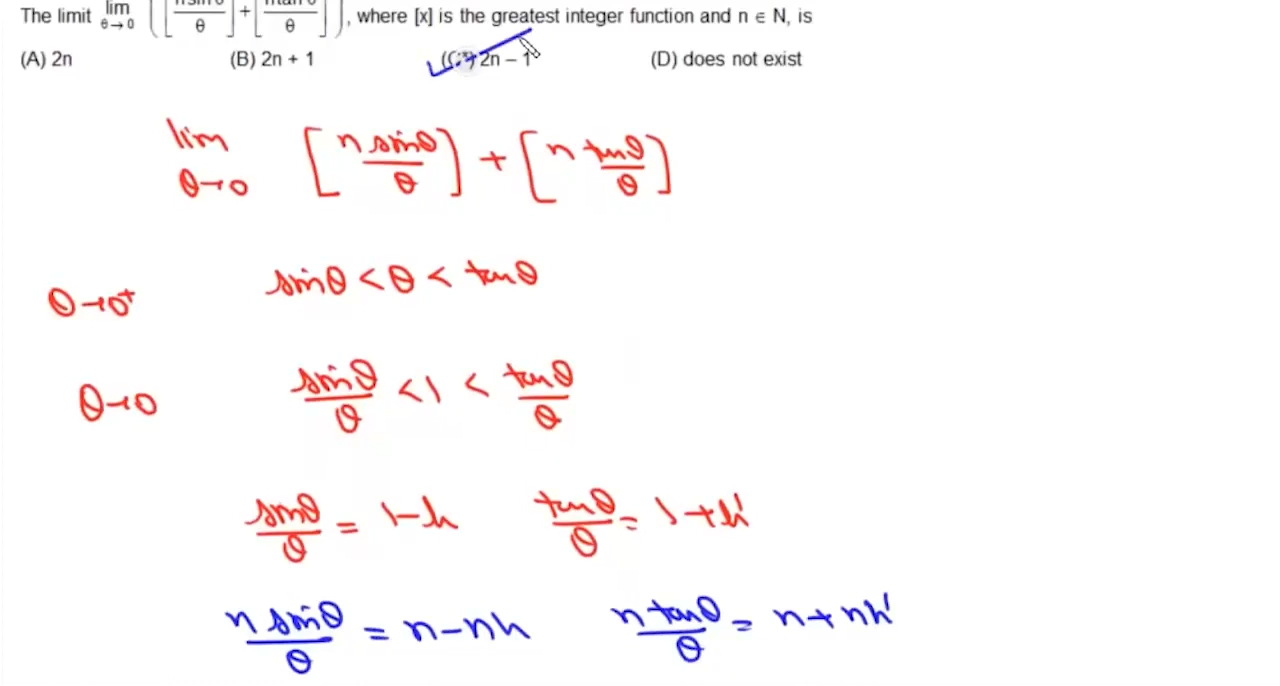 The limit lim θ→0 ([n sin θ / θ] + [n tan θ / θ]), where [x] is the greatest integer function and n ∈ N, is
(A) 2n (B) 2n + 1 (C*) 2n – 1 (D) does not exist
lim θ→0 [n sinθ / θ] + [n tanθ / θ]
θ→0⁺ sinθ < θ < tanθ
θ→0 sinθ / θ < 1 < tanθ / θ
sinθ / θ = 1-h tanθ / θ = 1+h'
n sinθ / θ = n-nh n tanθ / θ = n+nh'